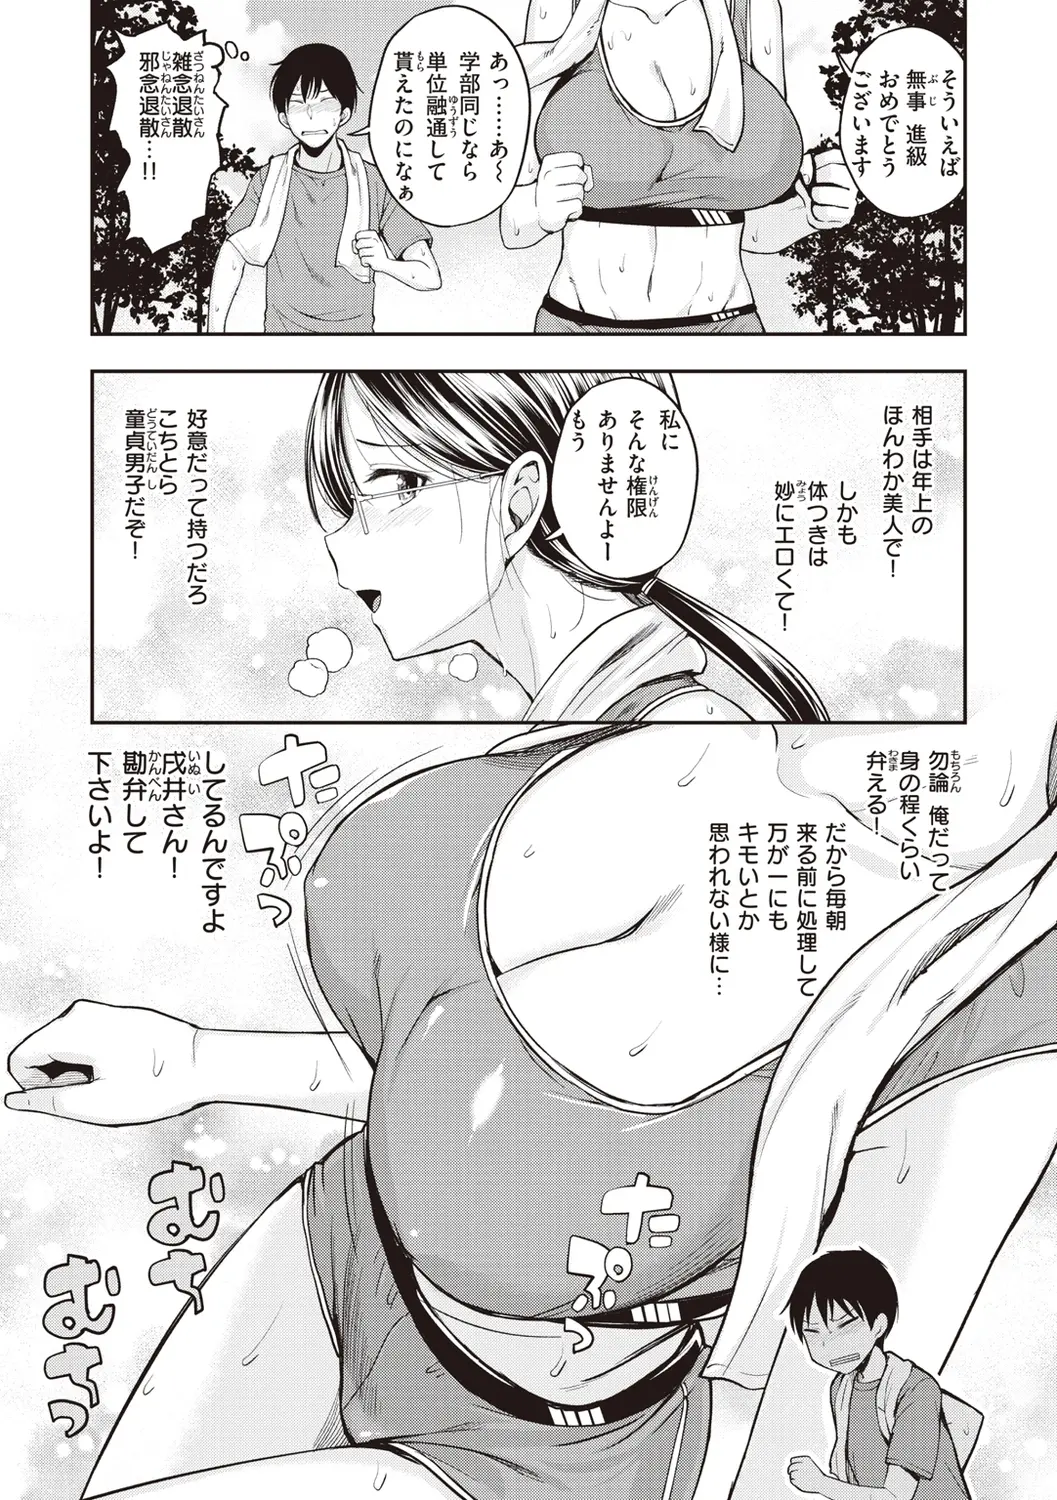 そういえば
無事 進級
おめでとう
ございます
あっ……あ～
学部同じなら
単位融通して
貰えたのになぁ
雑念退散
邪念退散…!!
相手は年上の
ほんわか美人で！
しかも
体つきは
妙にエロくて！
私に
そんな権限
ありませんよー
もう
好意だって持つだろ
こちとら
童貞男子だぞ！
勿論 俺だって
身の程くらい
弁える！
だから毎朝
来る前に処理して
万が一にも
キモいとか
思われない様に…
してるんですよ
戌井さん！
勘弁して
下さいよ！
たぷっ
たぷっ
むち
むちっ